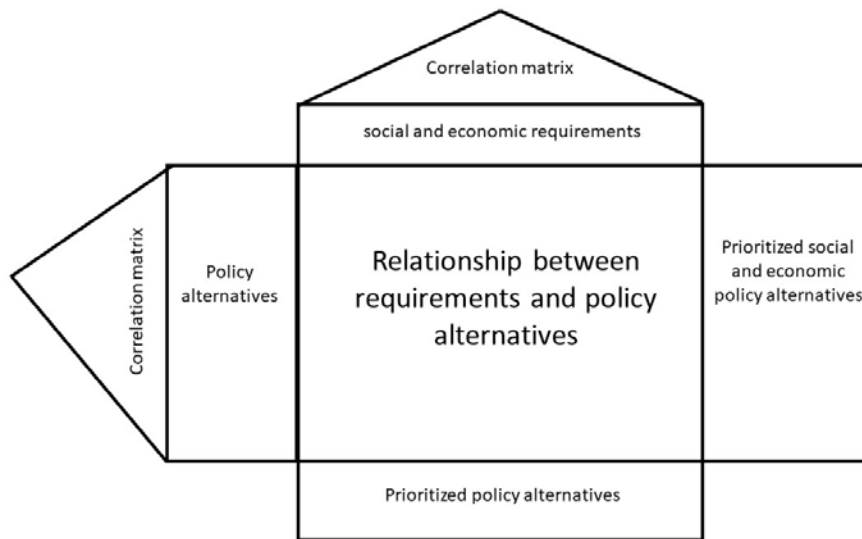 Correlation matrix
social and economic requirements
Correlation matrix
Policy
alternatives
Relationship between
requirements and policy
alternatives
Prioritized social
and economic
policy alternatives
Prioritized policy alternatives